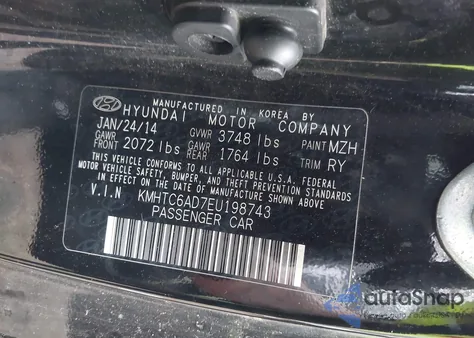 MANUFACTURED IN KOREA BY
HYUNDAI MOTOR COMPANY
JAN/24/14 GVWR 3748 lbs PAINT MZH
GAWR FRONT 2072 lbs GAWR REAR 1764 lbs TRIM RY
THIS VEHICLE CONFORMS TO ALL APPLICABLE U.S.A. FEDERAL
MOTOR VEHICLE SAFETY, BUMPER, AND THEFT PREVENTION STANDARDS
IN EFFECT ON THE DATE OF MANUFACTURE SHOWN ABOVE.
V.I.N KMHTC6AD7EU198743
PASSENGER CAR
AutoSnap